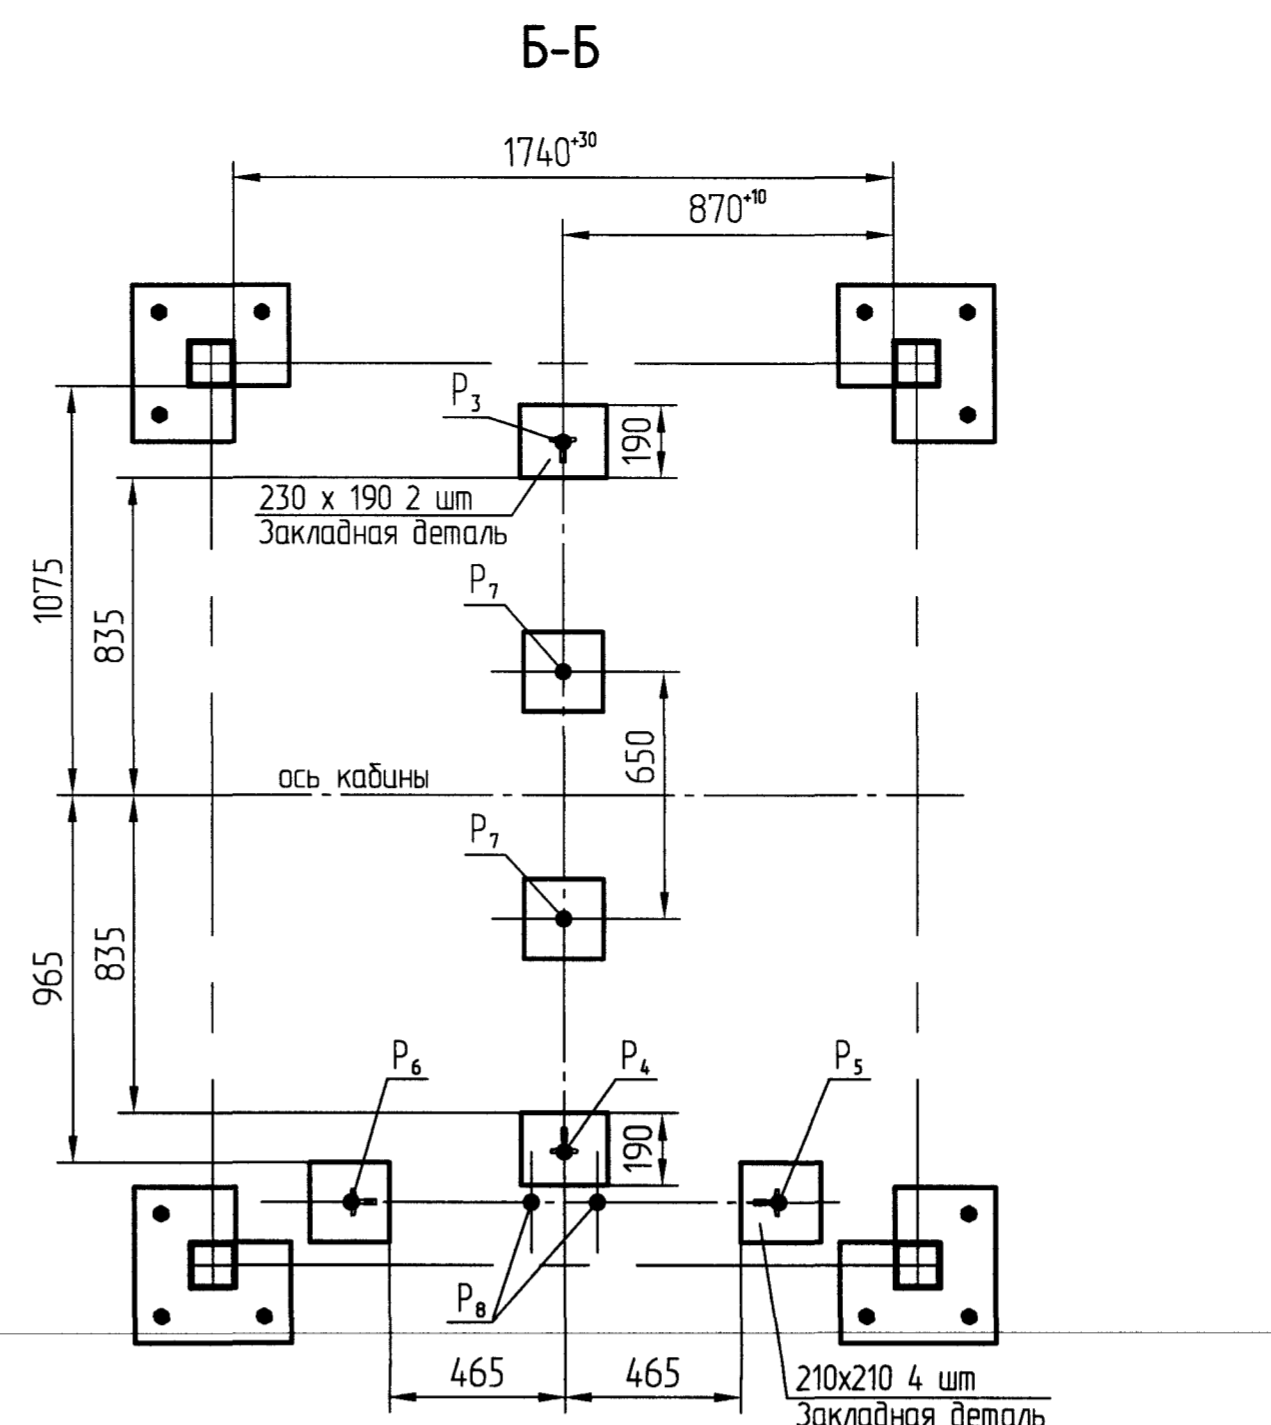 Б-Б
1740⁺³⁰
870⁺¹⁰
P₃
190
230 x 190 2 шт
Закладная деталь
P₇
1075
835
650
ось кабины
P₇
965
835
P₆
P₄
P₅
190
P₈
465
465
210x210 4 шт
Закладная деталь